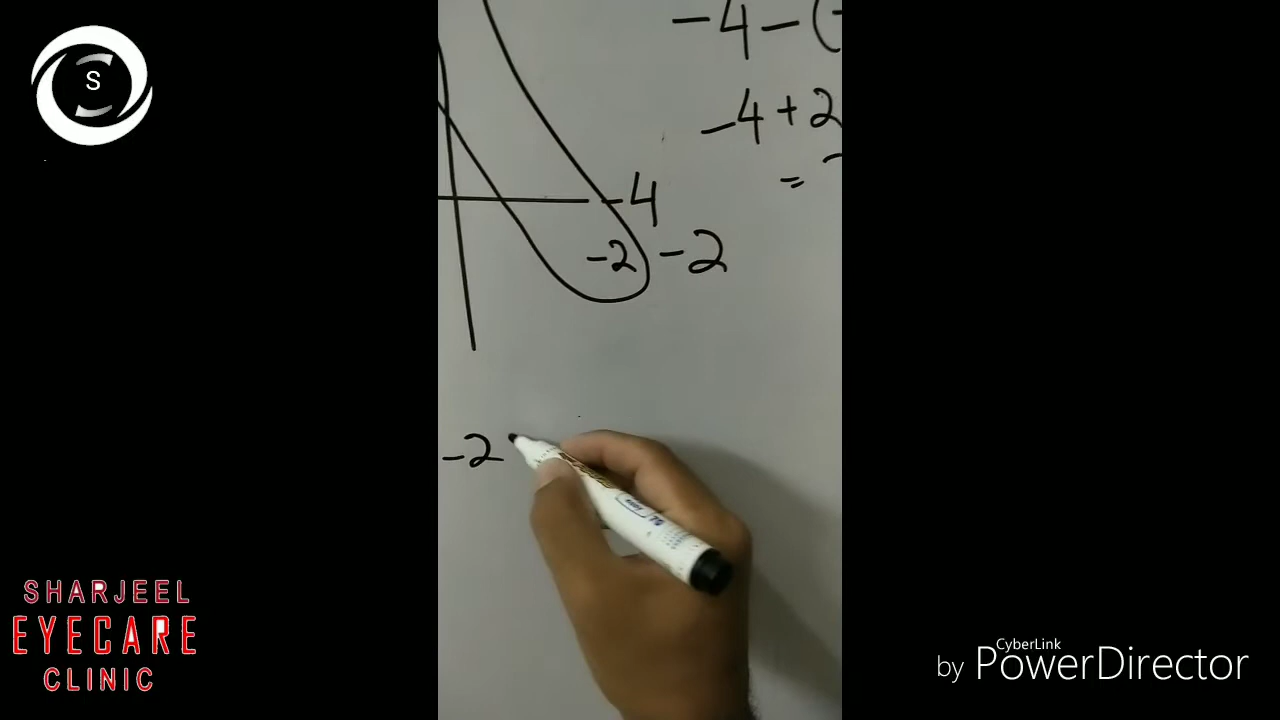 S
-4-(
-4+2
=
-4
-2 -2
-2
SHARJEEL
EYECARE
CLINIC
CyberLink
by PowerDirector